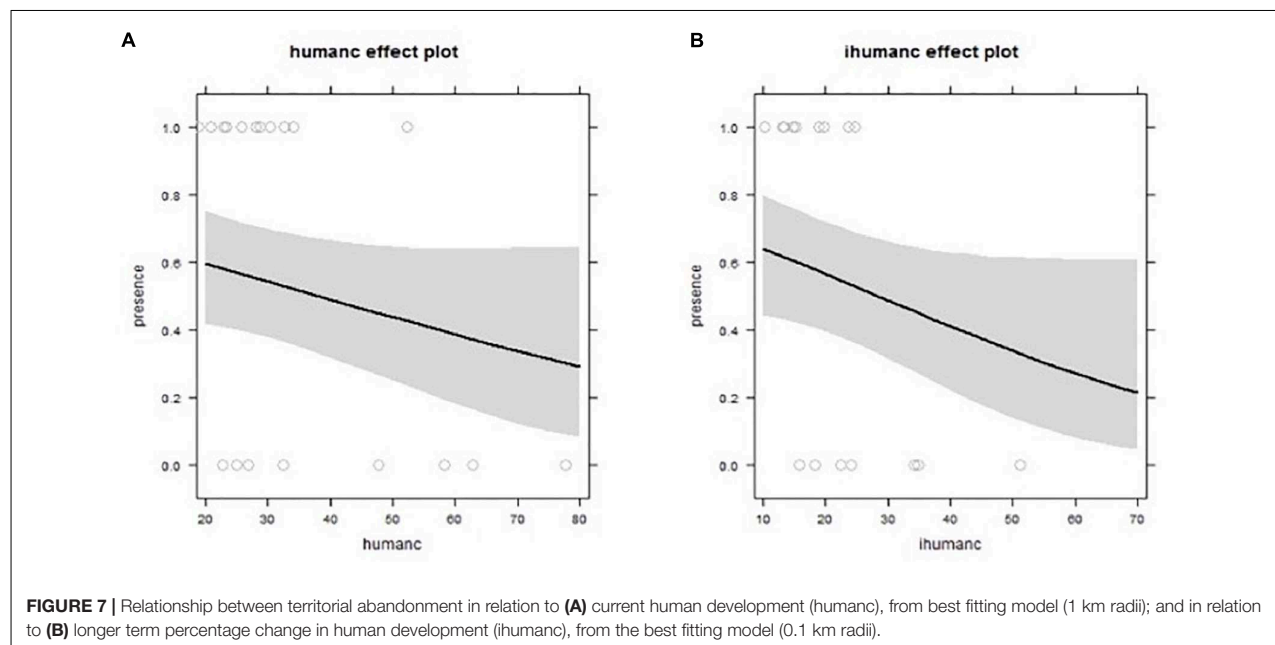 A
humanc effect plot
1.0
0.8
0.6
0.4
0.2
0.0
presence
20 30 40 50 60 70 80
humanc
B
ihumanc effect plot
1.0
0.8
0.6
0.4
0.2
0.0
presence
10 20 30 40 50 60 70
ihumanc
FIGURE 7 | Relationship between territorial abandonment in relation to (A) current human development (humanc), from best fitting model (1 km radii); and in relation
to (B) longer term percentage change in human development (ihumanc), from the best fitting model (0.1 km radii).